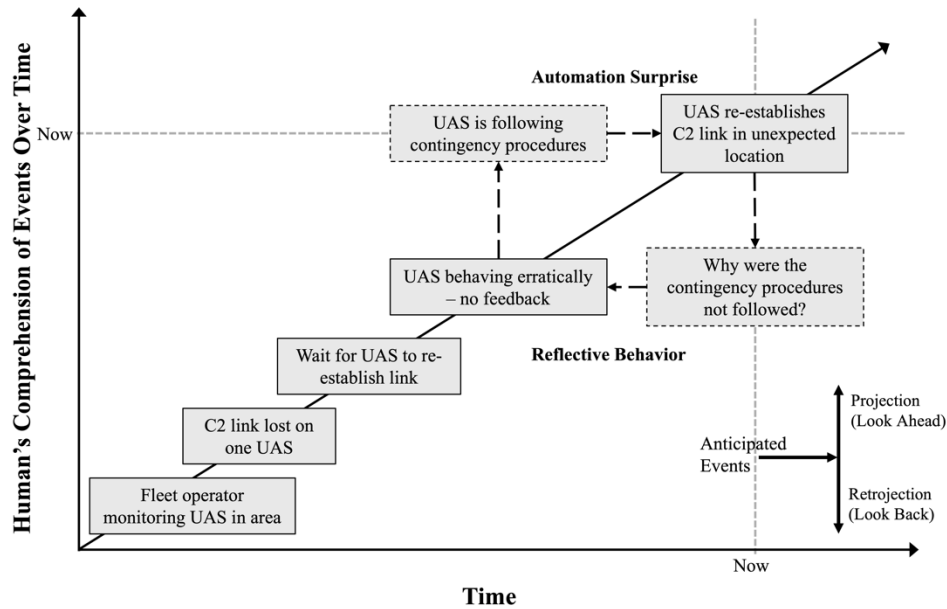 Human's Comprehension of Events Over Time
Automation Surprise
Now
UAS is following
contingency procedures
UAS re-establishes
C2 link in unexpected
location
UAS behaving erratically
– no feedback
Why were the
contingency procedures
not followed?
Reflective Behavior
Wait for UAS to re-
establish link
C2 link lost on
one UAS
Fleet operator
monitoring UAS in area
Anticipated
Events
Projection
(Look Ahead)
Retrojection
(Look Back)
Now
Time